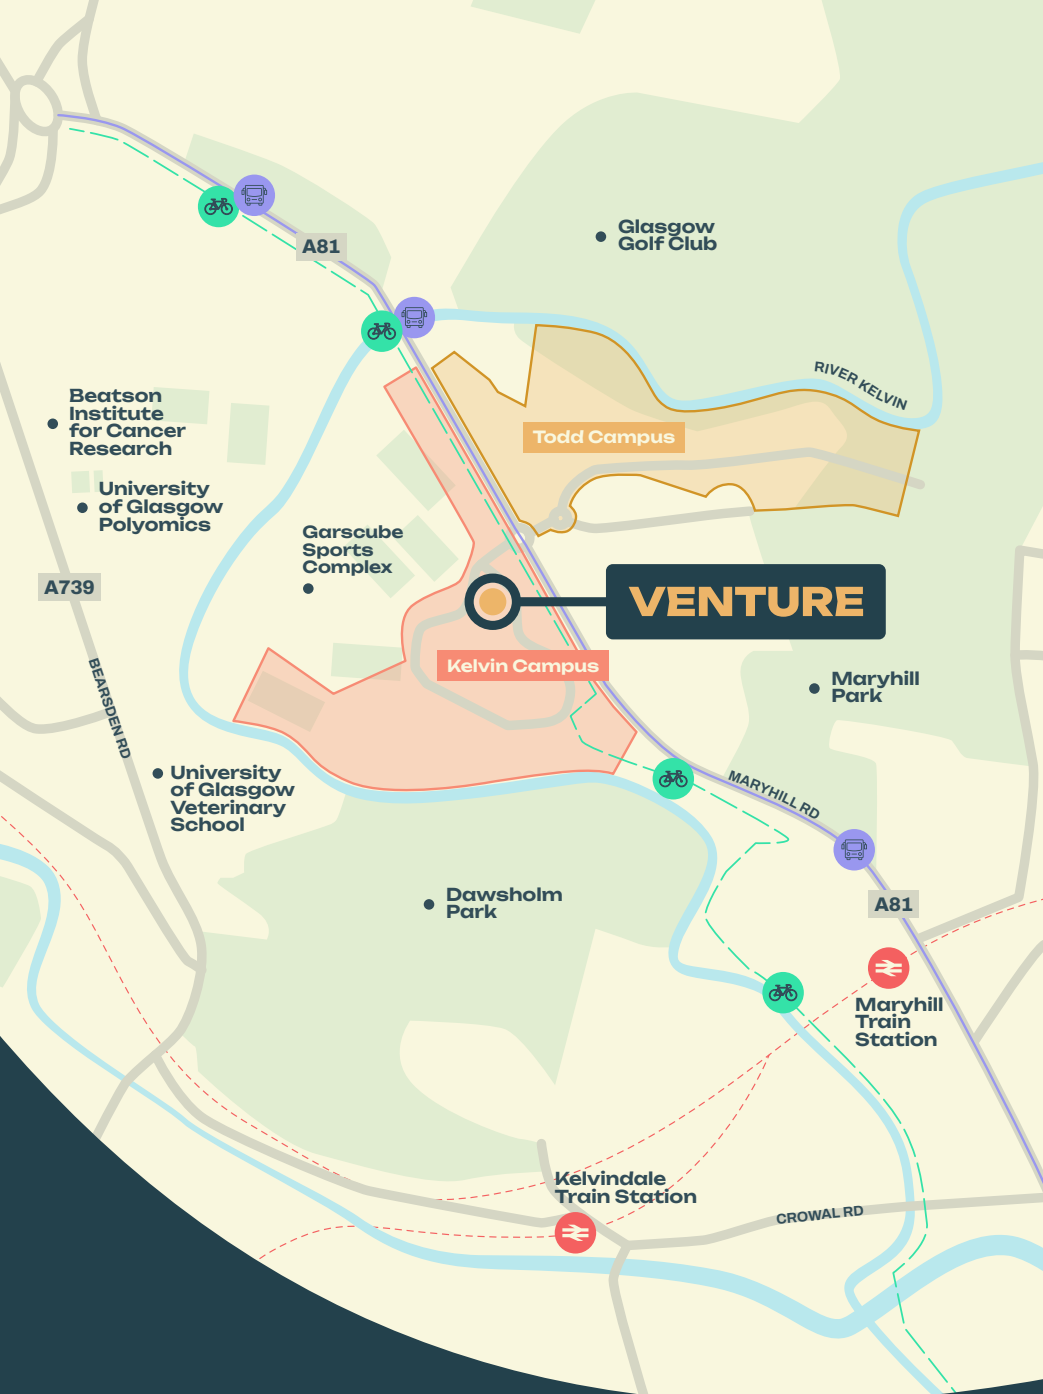 Glasgow
Golf Club
A81
RIVER KELVIN
Beatson
Institute
for Cancer
Research
Todd Campus
University
of Glasgow
Polyomics
Garscube
Sports
Complex
A739
VENTURE
Kelvin Campus
Maryhill
Park
BEARSDEN RD
University
of Glasgow
Veterinary
School
MARYHILL RD
Dawsholm
Park
A81
Maryhill
Train
Station
Kelvindale
Train Station
CROWAL RD